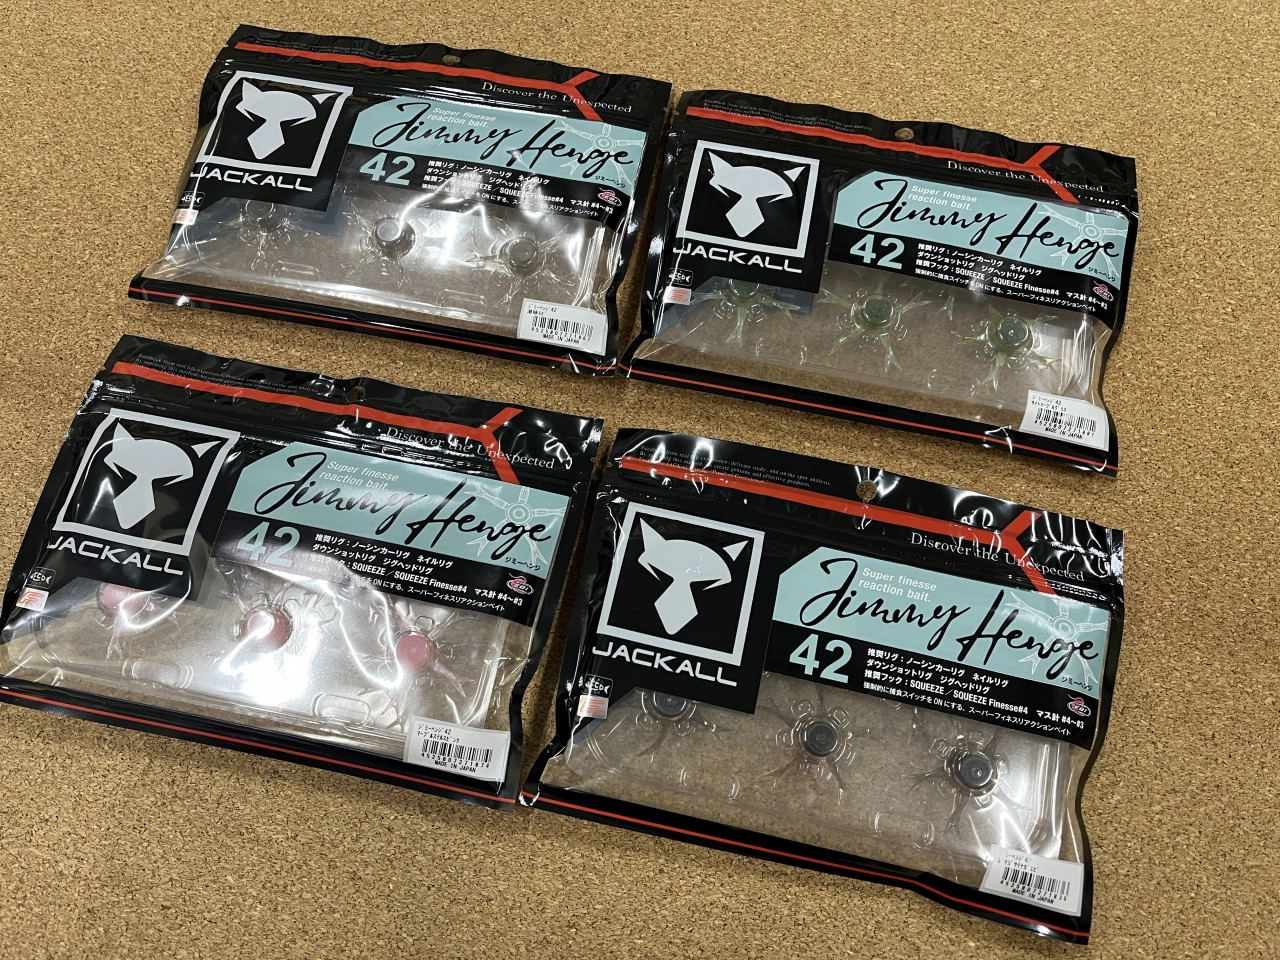 Discover the Unexpected
JACKALL
Super finesse
reaction bait.
Jimmy Henge
42
推奨リグ：ノーシンカーリグ ネイルリグ
ダウンショットリグ ジグヘッドリグ
推奨フック：SQUEEZE／SQUEEZE Finesse#4 マス針 #4～#3
強制的に捕食スイッチをONにする、スーパーフィネスリアクションベイト
ジミーヘンジ
ジミーヘンジ 42
MADE IN JAPAN
Discover the Unexpected
JACKALL
Super finesse
reaction bait.
Jimmy Henge
42
推奨リグ：ノーシンカーリグ ネイルリグ
ダウンショットリグ ジグヘッドリグ
推奨フック：SQUEEZE／SQUEEZE Finesse#4 マス針 #4～#3
強制的に捕食スイッチをONにする、スーパーフィネスリアクションベイト
ジミーヘンジ 42
MADE IN JAPAN
Discover the Unexpected
JACKALL
Super finesse
reaction bait.
Jimmy Henge
42
ジミーヘンジ
推奨リグ：ノーシンカーリグ ネイルリグ
ダウンショットリグ ジグヘッドリグ
推奨フック：SQUEEZE／SQUEEZE Finesse#4 マス針 #4～#3
スイッチをONにする、スーパーフィネスリアクションベイト
ジミーヘンジ 42
4525807271874
MADE IN JAPAN
Discover the Unexpected
JACKALL
Super finesse
reaction bait.
Jimmy Henge
42
ジミーヘンジ
推奨リグ：ノーシンカーリグ ネイルリグ
ダウンショットリグ ジグヘッドリグ
推奨フック：SQUEEZE／SQUEEZE Finesse#4 マス針 #4～#3
強制的に捕食スイッチをONにする、スーパーフィネスリアクションベイト
MADE IN JAPAN